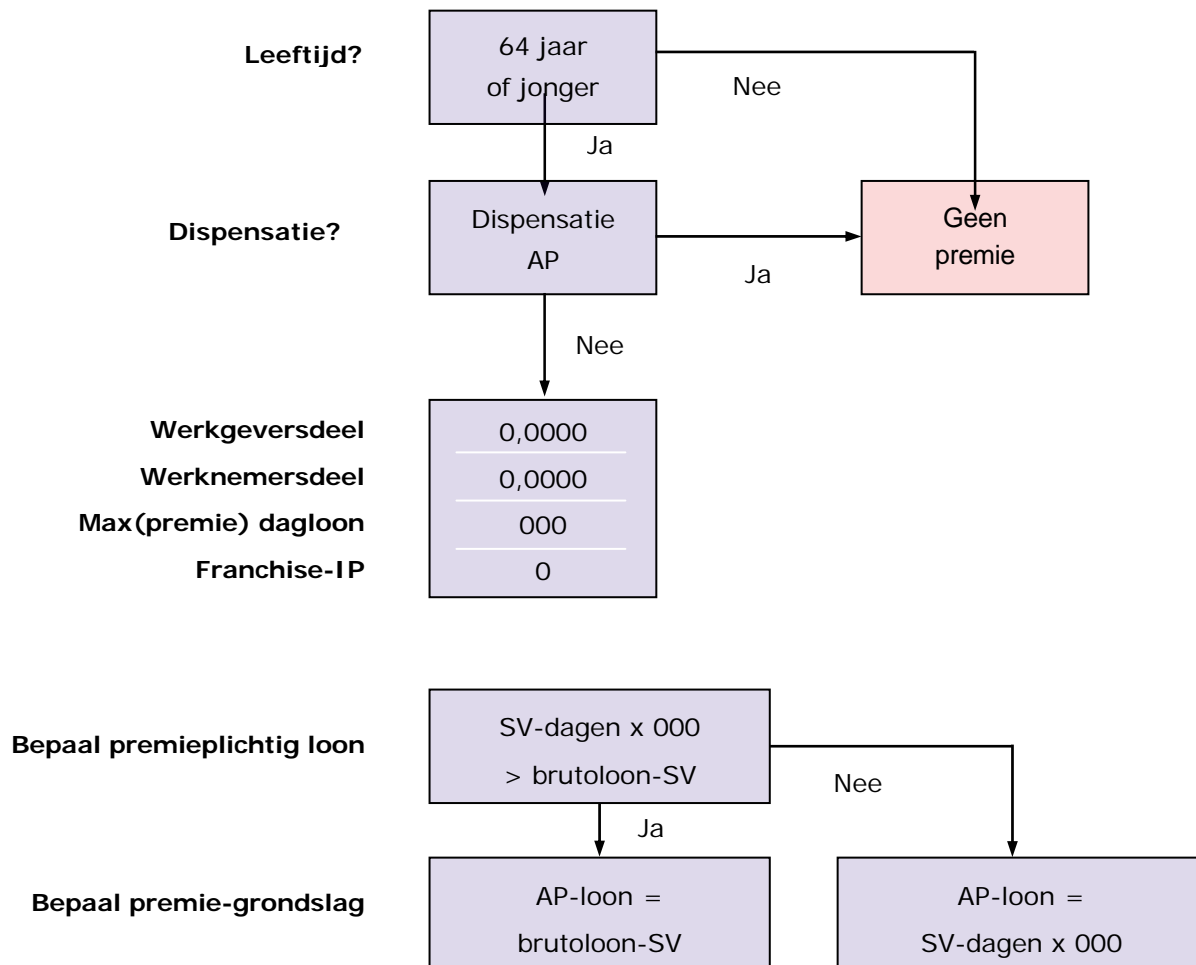 Leeftijd?
64 jaar
of jonger
Nee
Ja
Dispensatie?
Dispensatie
AP
Ja
Geen
premie
Nee
Werkgeversdeel
0,0000
Werknemersdeel
0,0000
Max(premie) dagloon
000
Franchise-IP
0
Bepaal premieplichtig loon
SV-dagen x 000
> brutoloon-SV
Nee
Ja
Bepaal premie-grondslag
AP-loon =
brutoloon-SV
AP-loon =
SV-dagen x 000